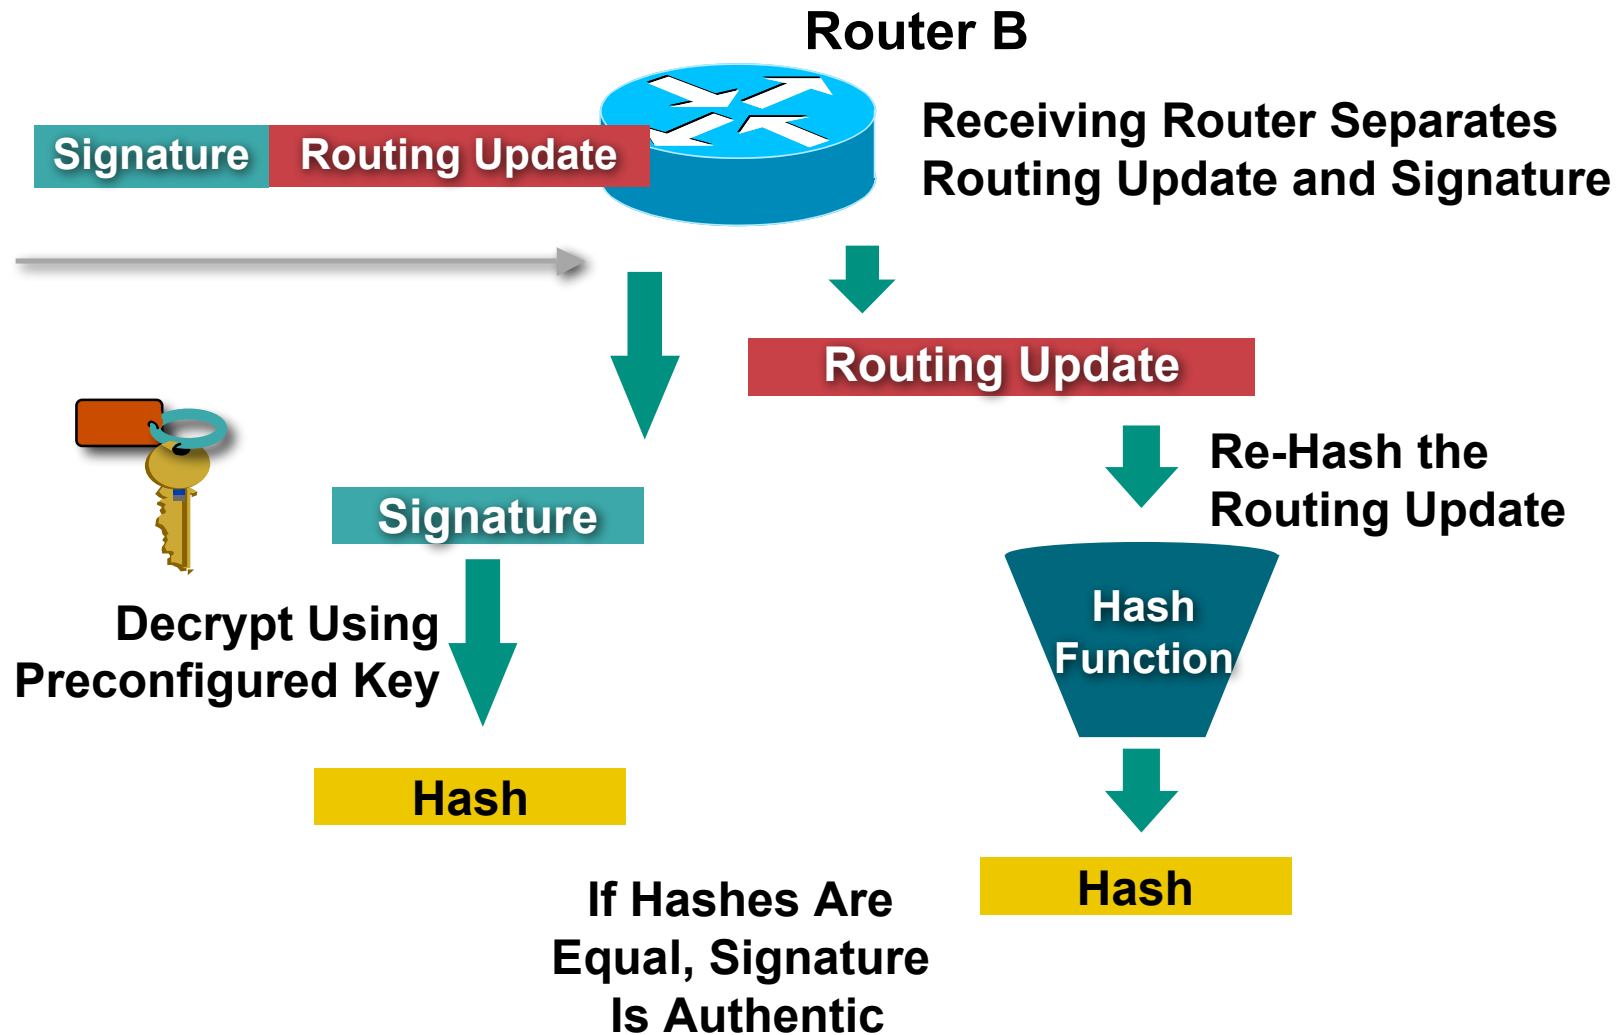 Router B
Receiving Router Separates
Routing Update and Signature
Signature
Routing Update
Routing Update
Re-Hash the
Routing Update
Signature
Decrypt Using
Preconfigured Key
Hash
Function
Hash
Hash
If Hashes Are
Equal, Signature
Is Authentic